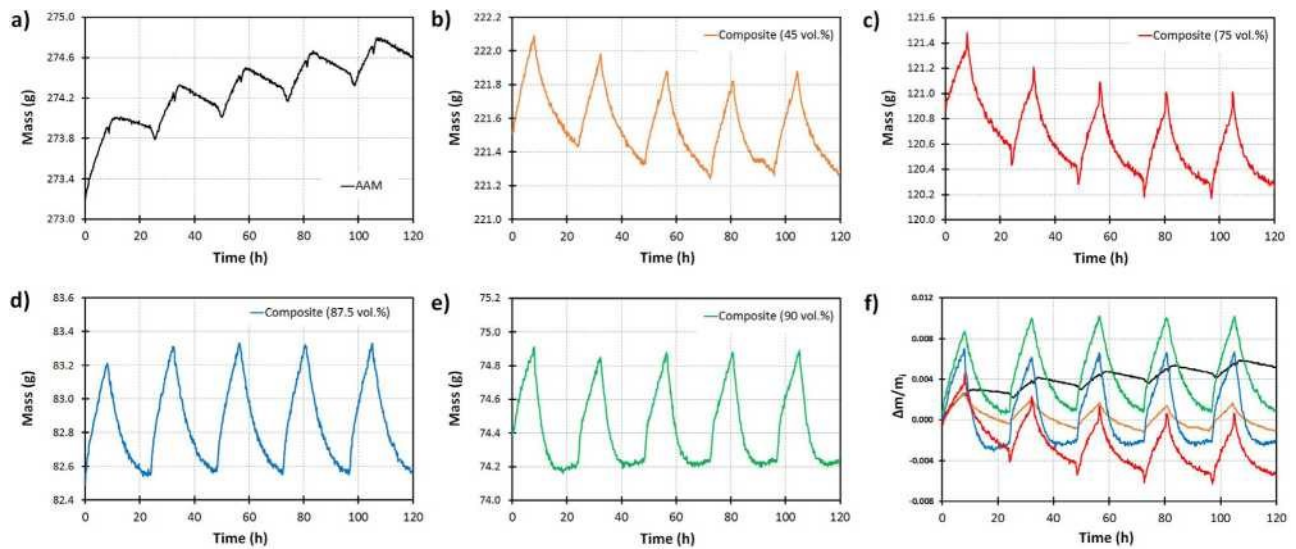 a)
275.0
274.6
274.2
273.8
273.4
273.0
Mass (g)
AAM
0 20 40 60 80 100 120
Time (h)
b)
222.2
222.0
221.8
221.6
221.4
221.2
221.0
Mass (g)
Composite (45 vol.%)
0 20 40 60 80 100 120
Time (h)
c)
121.6
121.4
121.2
121.0
120.8
120.6
120.4
120.2
120.0
Mass (g)
Composite (75 vol.%)
0 20 40 60 80 100 120
Time (h)
d)
83.6
83.4
83.2
83.0
82.8
82.6
82.4
Mass (g)
Composite (87.5 vol.%)
0 20 40 60 80 100 120
Time (h)
e)
75.2
75.0
74.8
74.6
74.4
74.2
74.0
Mass (g)
Composite (90 vol.%)
0 20 40 60 80 100 120
Time (h)
f)
0.012
0.008
0.004
0.000
-0.004
-0.008
Δm/mᵢ
0 20 40 60 80 100 120
Time (h)